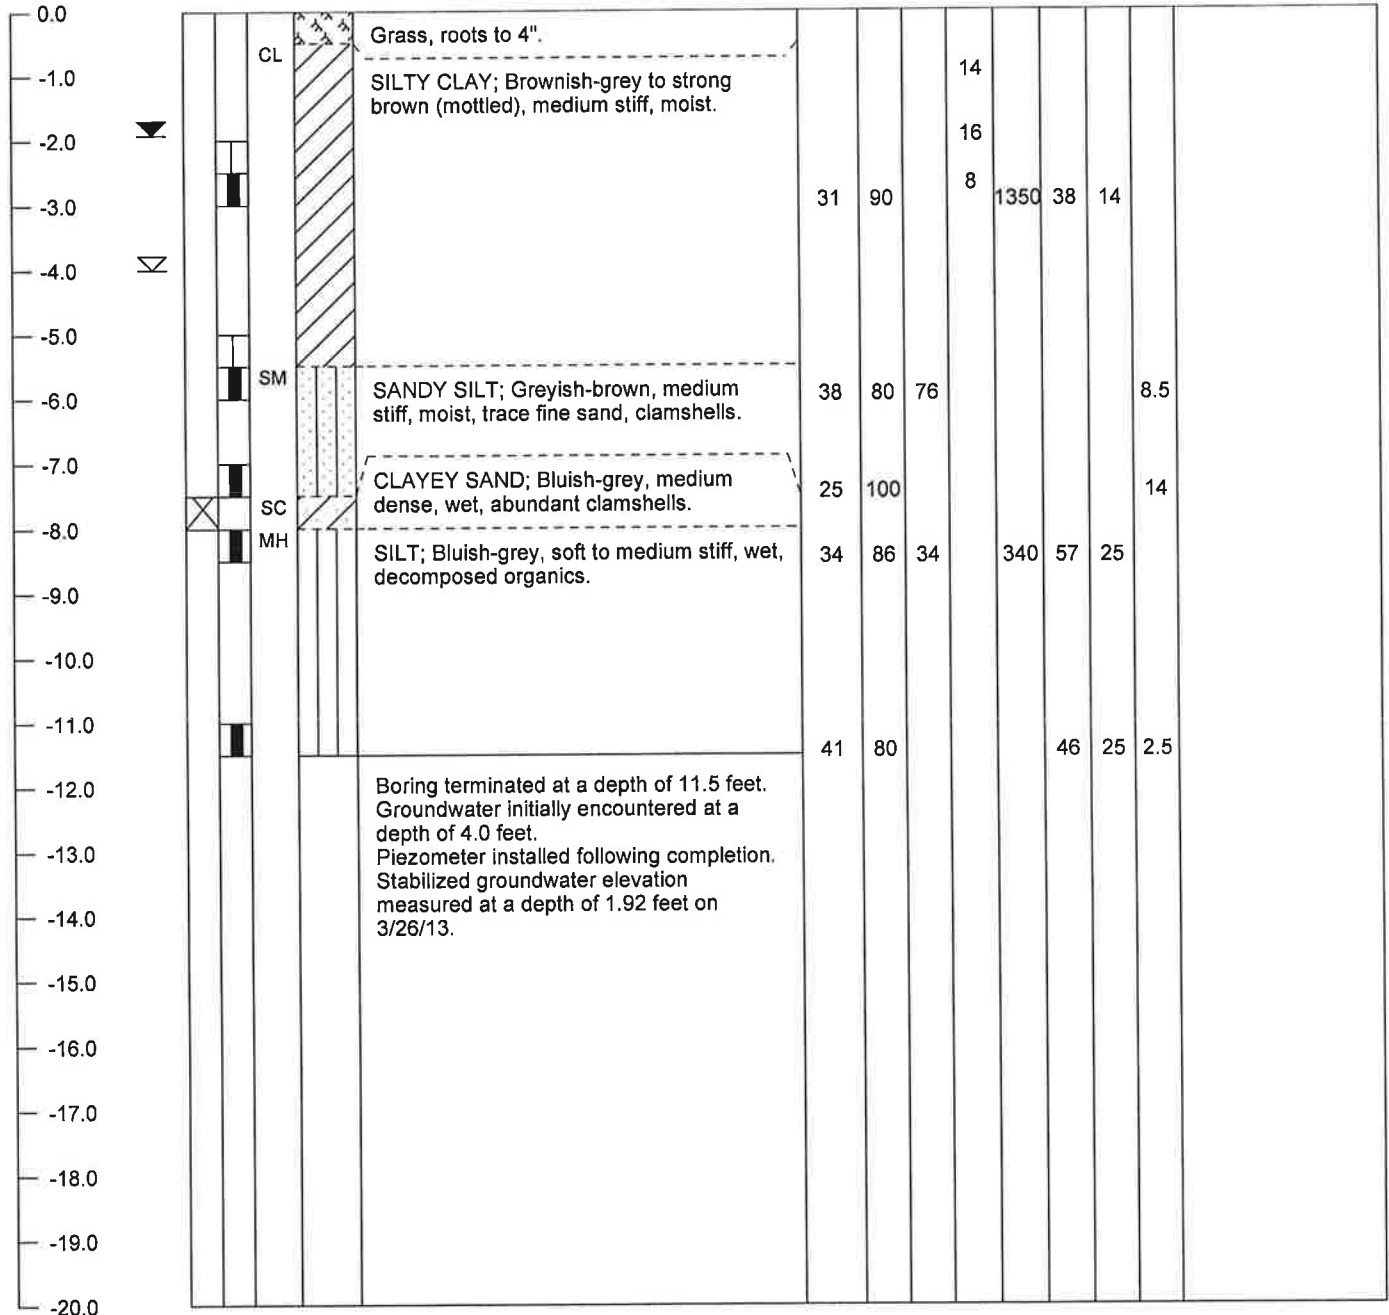 0.0
Grass, roots to 4".
CL
14
-1.0
SILTY CLAY; Brownish-grey to strong
brown (mottled), medium stiff, moist.
16
-2.0
8
31 90 1350 38 14
-3.0
-4.0
-5.0
SM
SANDY SILT; Greyish-brown, medium
stiff, moist, trace fine sand, clamshells.
38 80 76 8.5
-6.0
-7.0
CLAYEY SAND; Bluish-grey, medium
dense, wet, abundant clamshells.
25 100 14
SC
-8.0
MH
SILT; Bluish-grey, soft to medium stiff, wet,
decomposed organics.
34 86 34 340 57 25
-9.0
-10.0
-11.0
41 80 46 25 2.5
Boring terminated at a depth of 11.5 feet.
-12.0
Groundwater initially encountered at a
depth of 4.0 feet.
-13.0
Piezometer installed following completion.
Stabilized groundwater elevation
measured at a depth of 1.92 feet on
-14.0
3/26/13.
-15.0
-16.0
-17.0
-18.0
-19.0
-20.0